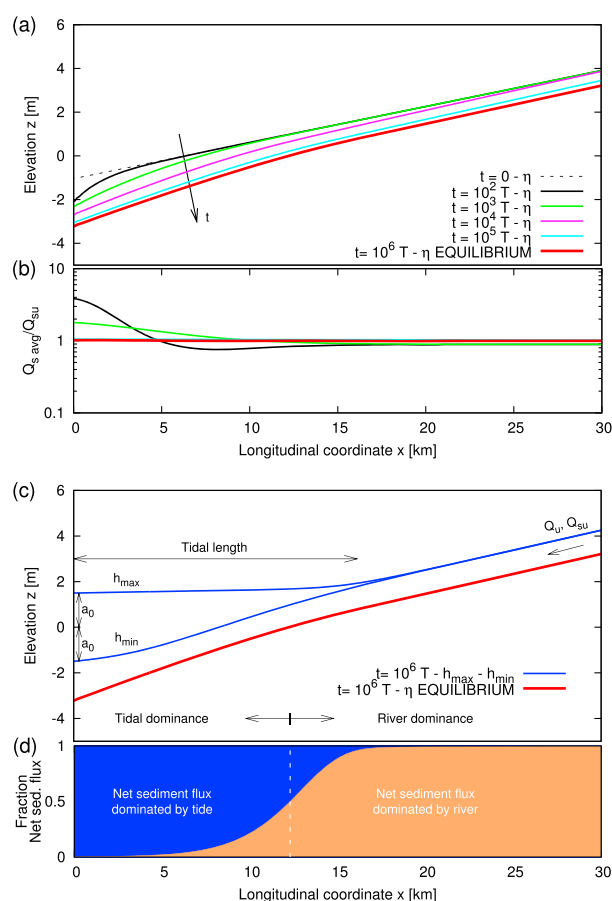 (a)
6
4
2
0
-2
-4
Elevation z [m]
t
t = 0 - η
t = 10² T - η
t = 10³ T - η
t = 10⁴ T - η
t = 10⁵ T - η
t= 10⁶ T - η EQUILIBRIUM
(b)
10
1
0.1
Qs avg/Qsu
0 5 10 15 20 25 30
Longitudinal coordinate x [km]
(c)
6
4
2
0
-2
-4
Elevation z [m]
Qu, Qsu
Tidal length
hmax
a0
a0
hmin
t= 10⁶ T - hmax - hmin
t= 10⁶ T - η EQUILIBRIUM
Tidal dominance River dominance
(d)
1
0.5
0
Fraction
Net sed. flux
Net sediment flux
dominated by tide
Net sediment flux
dominated by river
0 5 10 15 20 25 30
Longitudinal coordinate x [km]